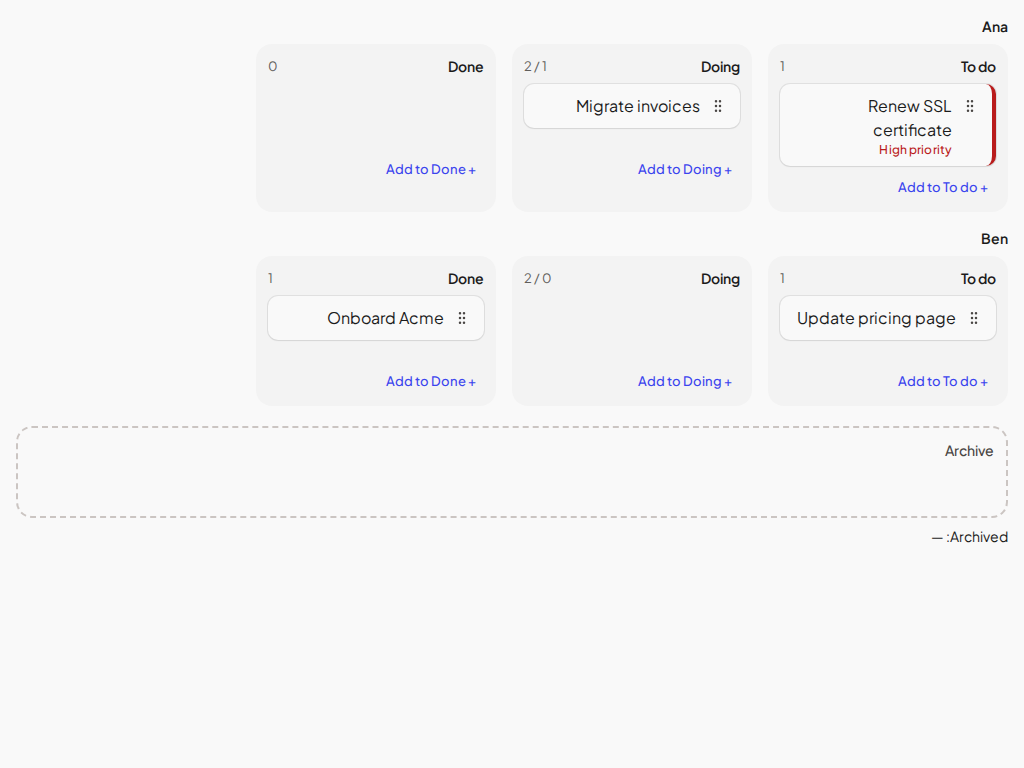 Ana
To do
1
Renew SSL
certificate
High priority
Add to To do +
Doing
2 / 1
Migrate invoices
Add to Doing +
Done
0
Add to Done +
Ben
To do
1
Update pricing page
Add to To do +
Doing
2 / 0
Add to Doing +
Done
1
Onboard Acme
Add to Done +
Archive
— :Archived